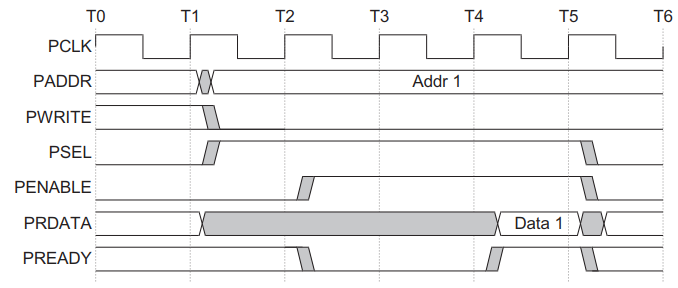 T0 T1 T2 T3 T4 T5 T6
PCLK
PADDR Addr 1
PWRITE
PSEL
PENABLE
PRDATA Data 1
PREADY